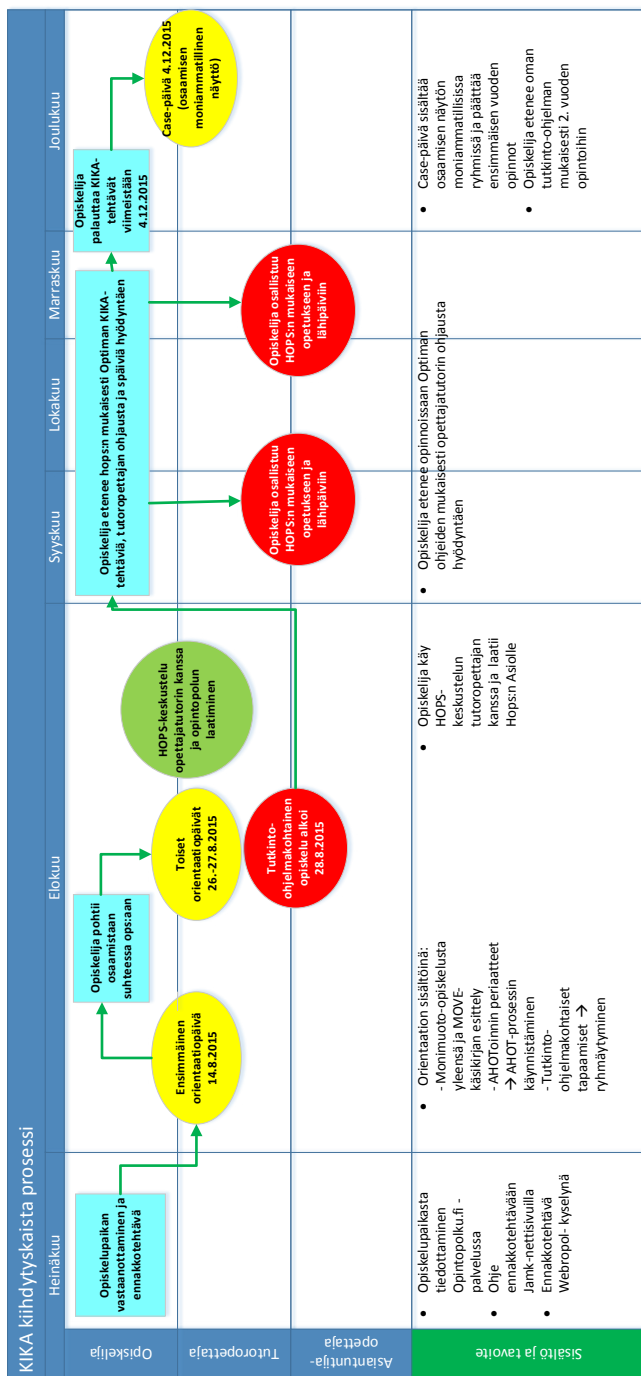 KIKA kiihdytyskaista prosessi
Heinäkuu
Elokuu
Syyskuu
Lokakuu
Marraskuu
Joulukuu
Opiskelija
Tutoropettaja
Asiantuntija-
opettaja
Sisältö ja tavoite
Opiskelupaikan
vastaanottaminen ja
ennakkotehtävä
Ensimmäinen
orientaatiopäivä
14.8.2015
Opiskelija pohtii
osaamistaan
suhteessa ops:aan
Toiset
orientaatiopäivät
26.-27.8.2015
HOPS-keskustelu
opettajatutorin kanssa
ja opintopolun
laatiminen
Tutkinto-
ohjelmakohtainen
opiskelu alkoi
28.8.2015
Opiskelija etenee hops:n mukaisesti Optiman KIKA-
tehtäviä, tutoropettajan ohjausta ja späiviä hyödyntäen
Opiskelija osallistuu
HOPS:n mukaiseen
opetukseen ja
lähipäiviin
Opiskelija osallistuu
HOPS:n mukaiseen
opetukseen ja
lähipäiviin
Opiskelija
palauttaa KIKA-
tehtävät
viimeistään
4.12.2015
Case-päivä 4.12.2015
(osaamisen
moniammatillinen
näyttö)
• Opiskelupaikasta
tiedottaminen
Opintopolku.fi -
palvelussa
• Ohje
ennakkotehtävään
Jamk-nettisivuilla
• Ennakkotehtävä
Webropol- kyselynä
• Orientaation sisältöinä:
- Monimuoto-opiskelusta
yleensä ja MOVE-
käsikirjan esittely
- AHOToinnin periaatteet
→ AHOT-prosessin
käynnistäminen
- Tutkinto-
ohjelmakohtaiset
tapaamiset →
ryhmäytyminen
• Opiskelija käy
HOPS-
keskustelun
tutoropettajan
kanssa ja laatii
Hops:n Asiolle
• Opiskelija etenee opinnoissaan Optiman
ohjeiden mukaisesti opettajatutorin ohjausta
hyödyntäen
• Case-päivä sisältää
osaamisen näytön
moniammatillisissa
ryhmissä ja päättää
ensimmäisen vuoden
opinnot
• Opiskelija etenee oman
tutkinto-ohjelman
mukaisesti 2. vuoden
opintoihin